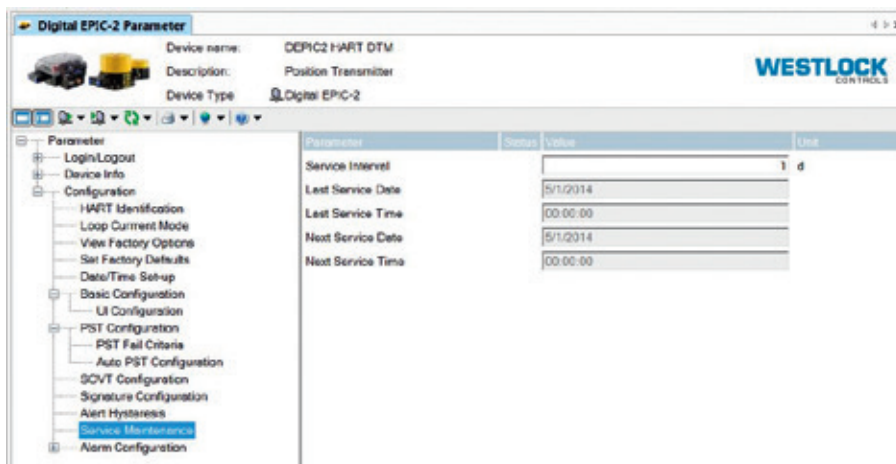 Digital EPIC-2 Parameter
Device name: DEPIC2 HART DTM
Description: Position Transmitter
Device Type Digital EPIC-2
WESTLOCK
CONTROLS
Parameter
Login/Logout
Device Info
Configuration
HART Identification
Loop Current Mode
View Factory Options
Set Factory Defaults
Date/Time Set-up
Basic Configuration
UI Configuration
PST Configuration
PST Fail Criteria
Auto PST Configuration
SOVT Configuration
Signature Configuration
Alert Hysteresis
Service Maintenance
Alarm Configuration
Parameter Status Value Unit
Service Interval 1 d
Last Service Date 5/1/2014
Last Service Time 00:00:00
Next Service Date 5/1/2014
Next Service Time 00:00:00